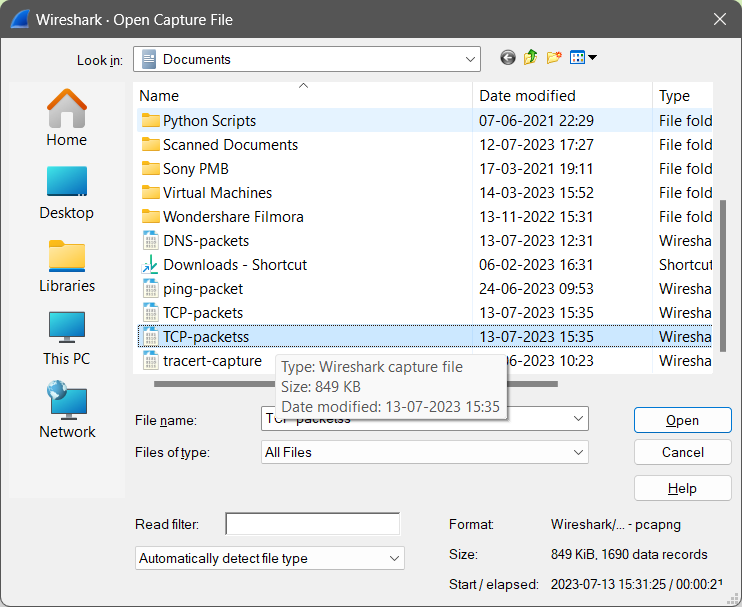 Wireshark · Open Capture File
Look in: Documents
Name Date modified Type
Python Scripts 07-06-2021 22:29 File fold
Scanned Documents 12-07-2023 17:27 File fold
Sony PMB 17-03-2021 19:11 File fold
Virtual Machines 14-03-2023 15:52 File fold
Wondershare Filmora 13-11-2022 15:31 File fold
DNS-packets 13-07-2023 12:31 Wiresha
Downloads - Shortcut 06-02-2023 16:31 Shortcut
ping-packet 24-06-2023 09:53 Wiresha
TCP-packets 13-07-2023 15:35 Wiresha
TCP-packetss 13-07-2023 15:35 Wiresha
tracert-capture 06-2023 10:23 Wiresha
Home
Desktop
Libraries
This PC
Network
Type: Wireshark capture file
Size: 849 KB
Date modified: 13-07-2023 15:35
File name: TCP-packetss Open
Files of type: All Files Cancel
Help
Read filter:
Automatically detect file type
Format: Wireshark/... - pcapng
Size: 849 KiB, 1690 data records
Start / elapsed: 2023-07-13 15:31:25 / 00:00:2